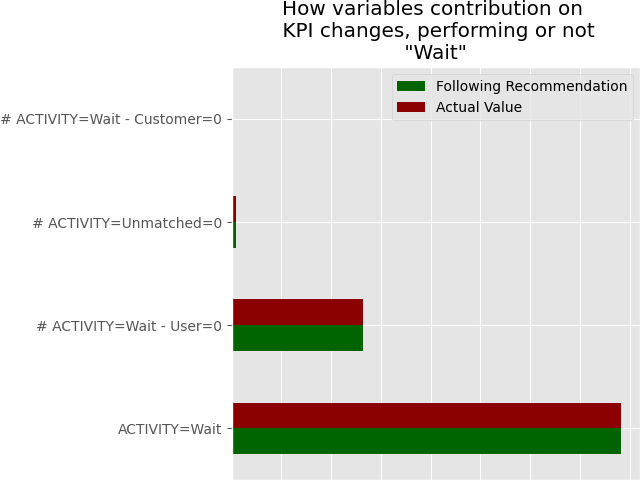 How variables contribution on
KPI changes, performing or not
"Wait"
Following Recommendation
Actual Value
# ACTIVITY=Wait - Customer=0
# ACTIVITY=Unmatched=0
# ACTIVITY=Wait - User=0
ACTIVITY=Wait